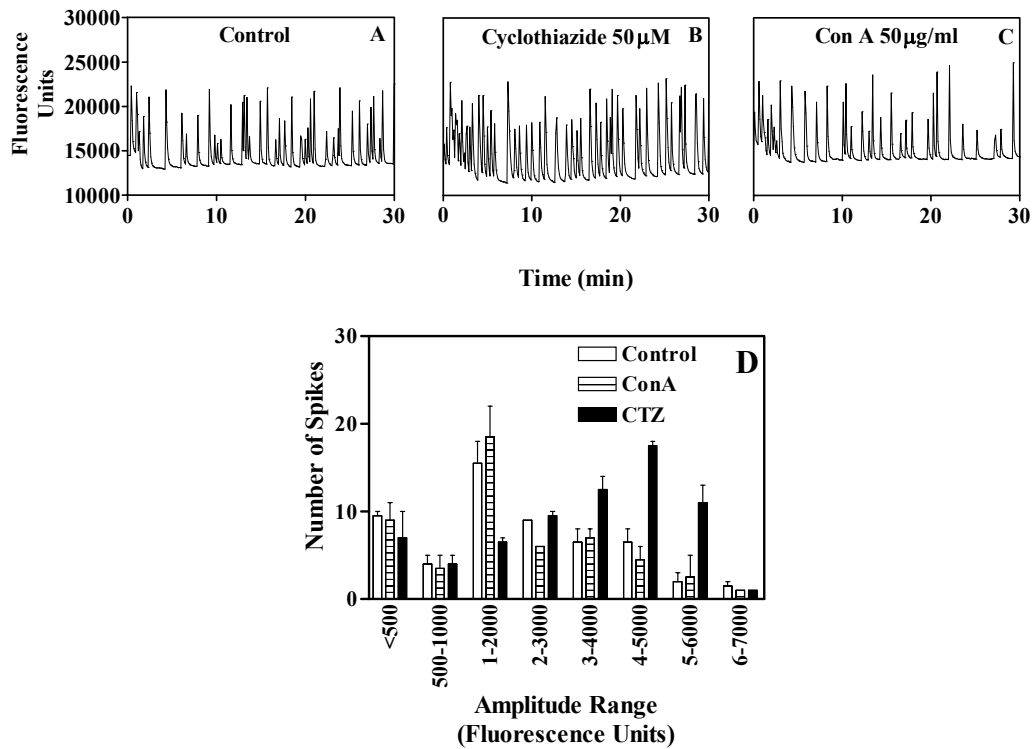 Fluorescence
Units
30000
25000
20000
15000
10000
Control A
0 10 20 30
Cyclothiazide 50μM B
0 10 20 30
Con A 50μg/ml C
0 10 20 30
Time (min)
Number of Spikes
30
20
10
0
D
Control
ConA
CTZ
<500
500-1000
1-2000
2-3000
3-4000
4-5000
5-6000
6-7000
Amplitude Range
(Fluorescence Units)